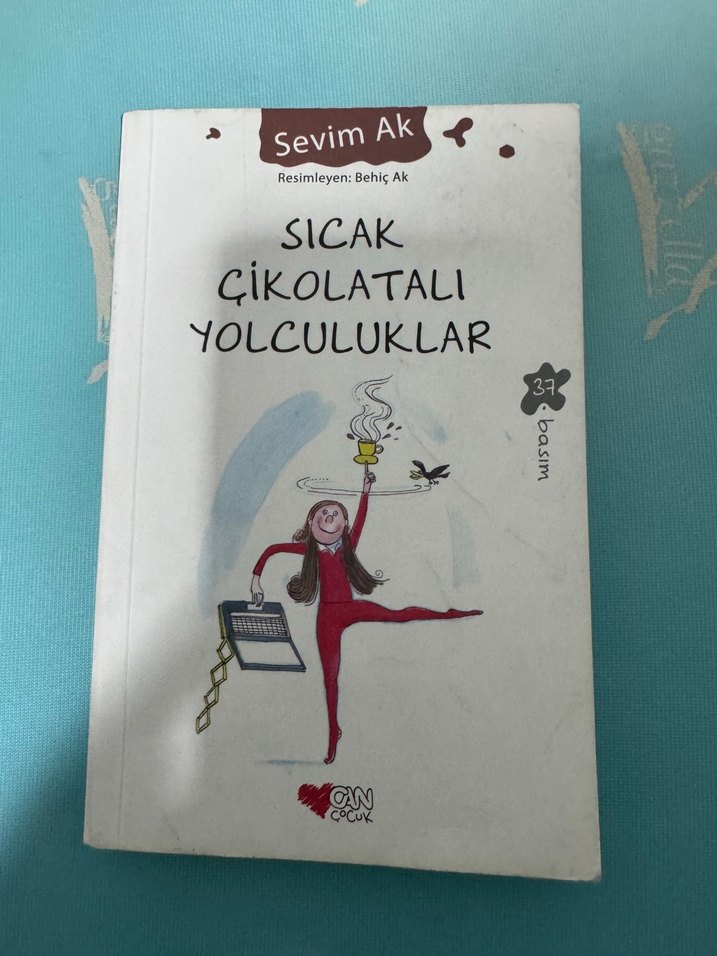 Sevim Ak
Resimleyen: Behiç Ak
SICAK
ÇİKOLATALI
YOLCULUKLAR
37.
basım
CAN
ÇOCUK